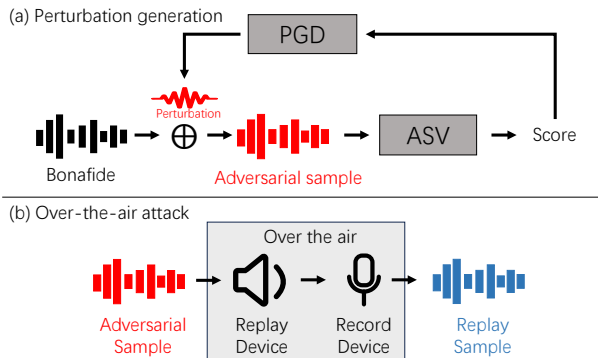 (a) Perturbation generation
PGD
Perturbation
Bonafide
Adversarial sample
ASV
Score
(b) Over-the-air attack
Over the air
Adversarial
Sample
Replay
Device
Record
Device
Replay
Sample